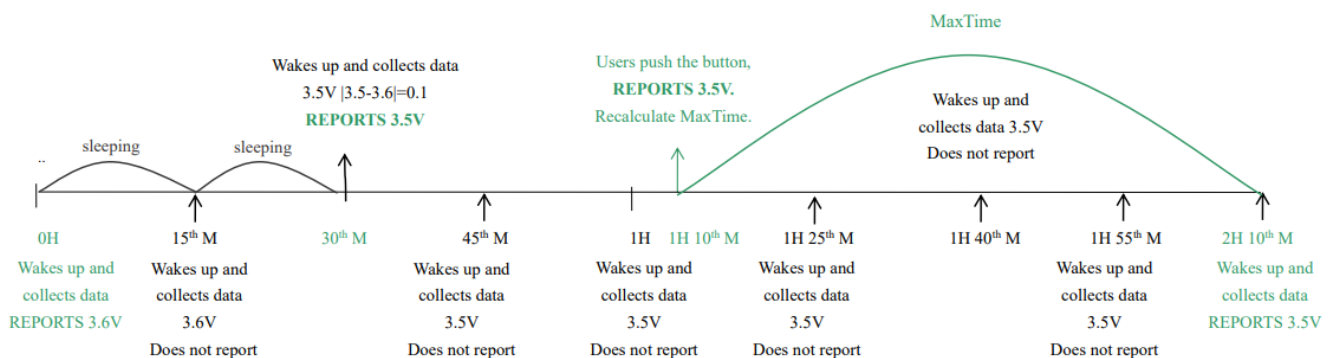 MaxTime
Wakes up and collects data
3.5V |3.5-3.6|=0.1
REPORTS 3.5V
Users push the button,
REPORTS 3.5V.
Recalculate MaxTime.
Wakes up and
collects data 3.5V
Does not report
..
sleeping
sleeping
0H
15th M
30th M
45th M
1H
1H 10th M
1H 25th M
1H 40th M
1H 55th M
2H 10th M
Wakes up and
collects data
REPORTS 3.6V
Wakes up and
collects data
3.6V
Does not report
Wakes up and
collects data
3.5V
Does not report
Wakes up and
collects data
3.5V
Does not report
Wakes up and
collects data
3.5V
Does not report
Wakes up and
collects data
3.5V
Does not report
Wakes up and
collects data
REPORTS 3.5V